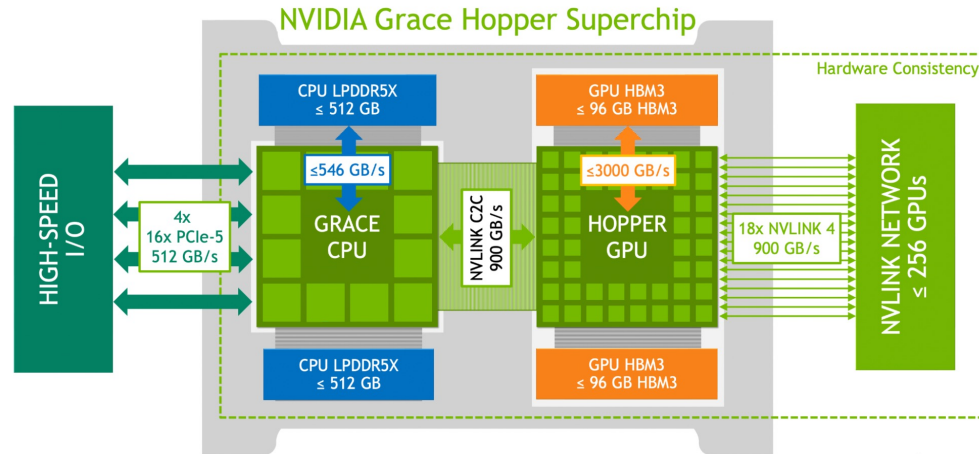 NVIDIA Grace Hopper Superchip
Hardware Consistency
CPU LPDDR5X
≤ 512 GB
GPU HBM3
≤ 96 GB HBM3
HIGH-SPEED
I/O
4x
16x PCIe-5
512 GB/s
≤546 GB/s
GRACE
CPU
NVLINK C2C
900 GB/s
≤3000 GB/s
HOPPER
GPU
18x NVLINK 4
900 GB/s
NVLINK NETWORK
≤ 256 GPUs
CPU LPDDR5X
≤ 512 GB
GPU HBM3
≤ 96 GB HBM3